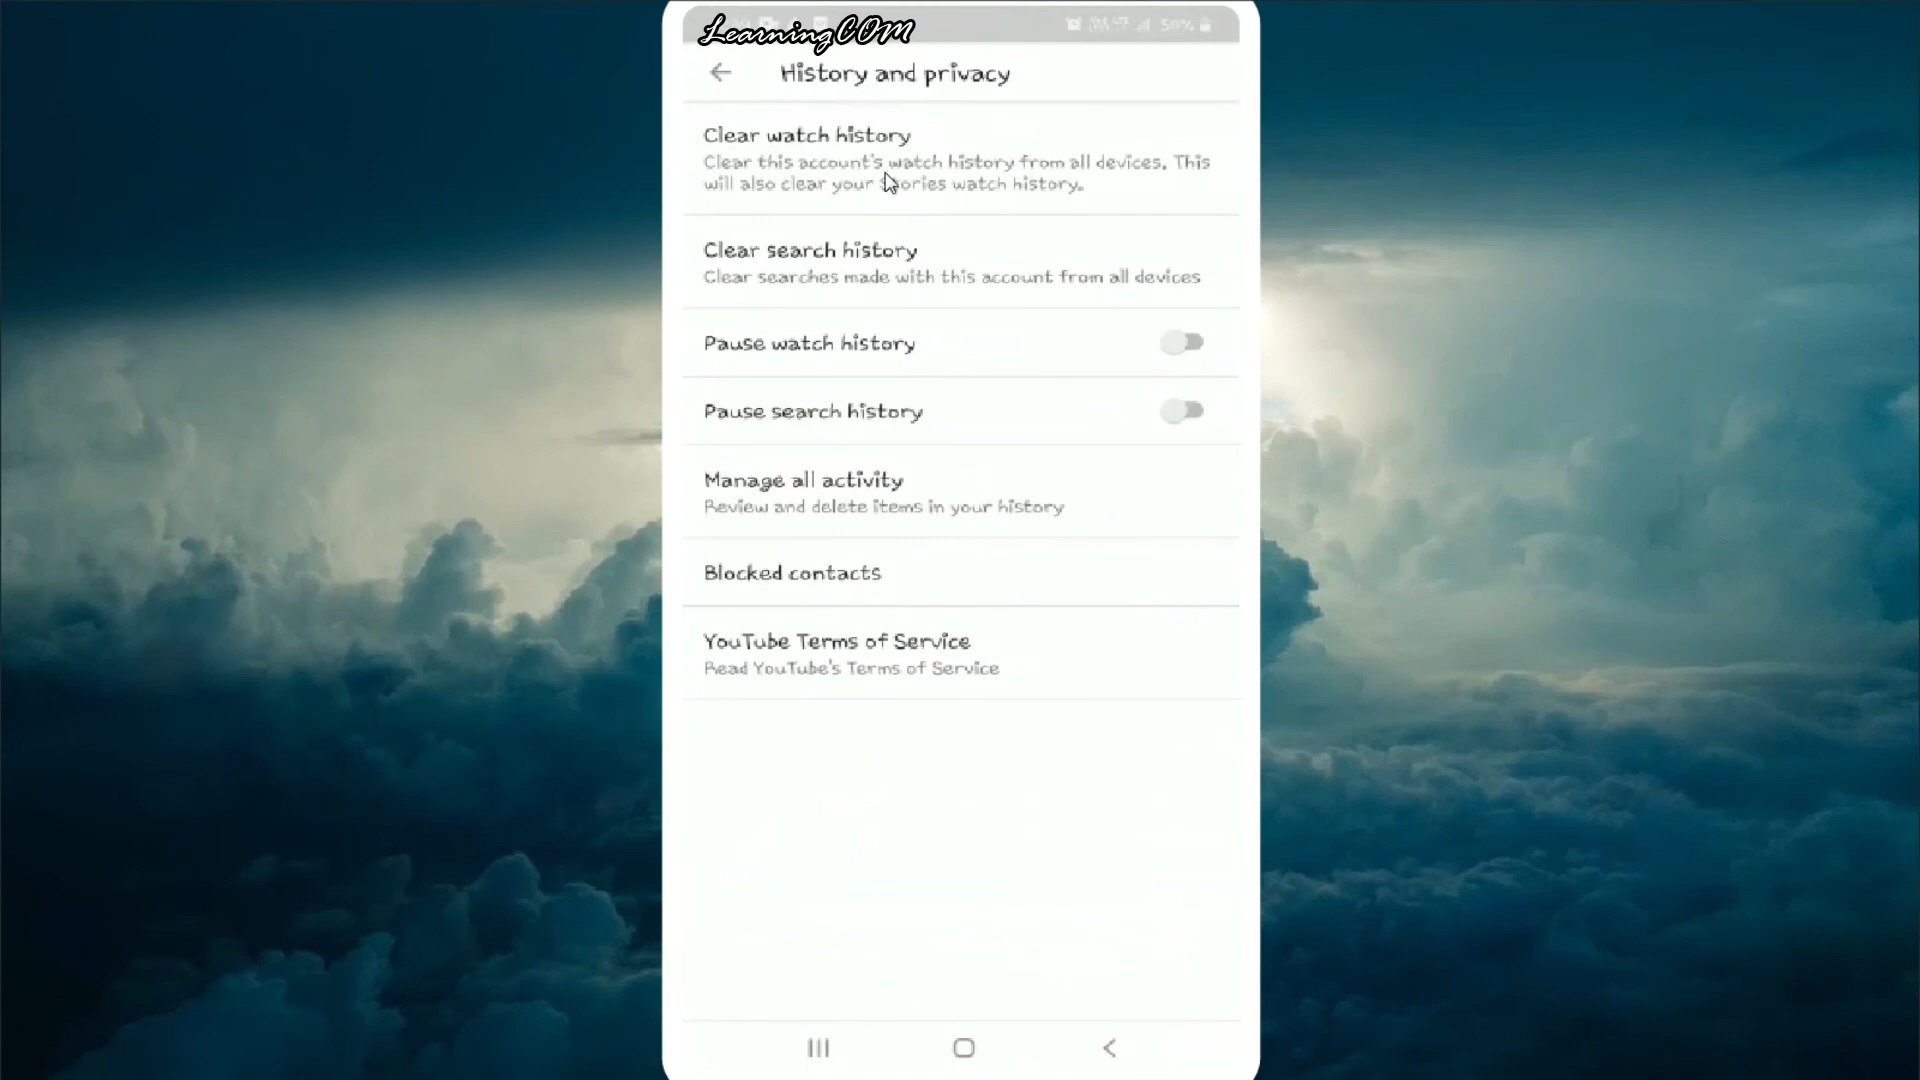 LearningCOM
50%
History and privacy
Clear watch history
Clear this account's watch history from all devices. This
will also clear your watch history.
Clear search history
Clear searches made with this account from all devices
Pause watch history
Pause search history
Manage all activity
Review and delete items in your history
Blocked contacts
YouTube Terms of Service
Read YouTube's Terms of Service